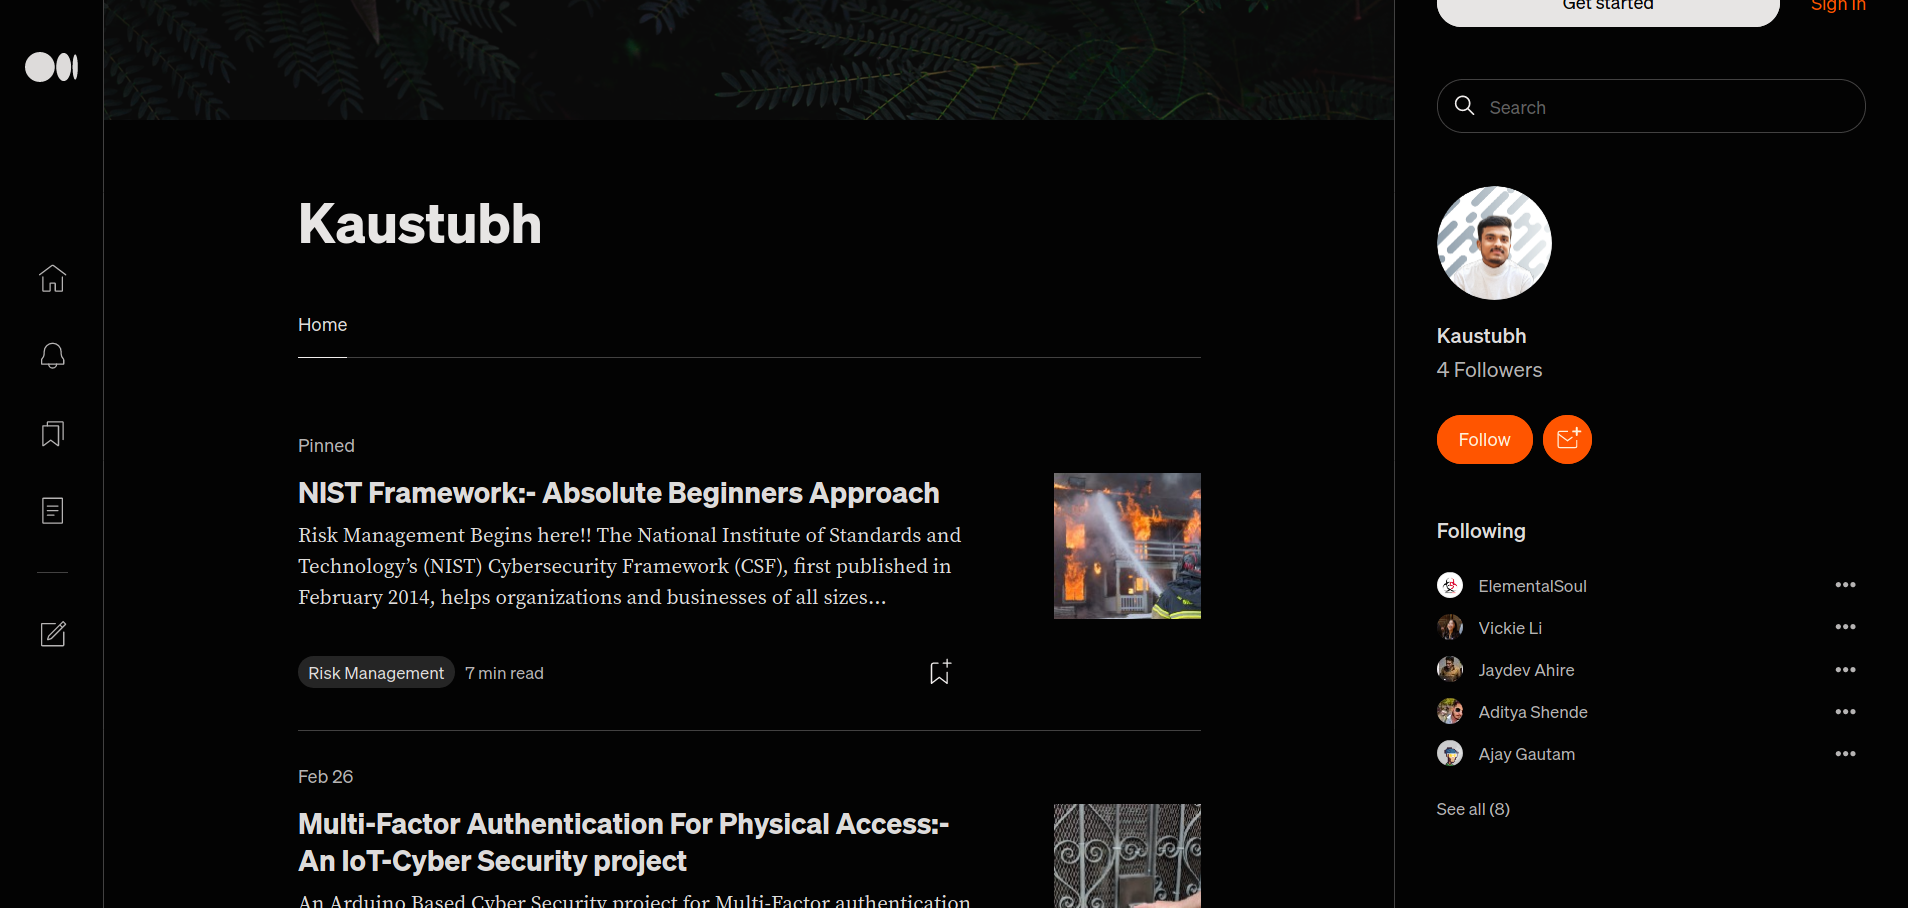 Get started
Sign In
Search
Kaustubh
Home
Pinned
NIST Framework:- Absolute Beginners Approach
Risk Management Begins here!! The National Institute of Standards and
Technology’s (NIST) Cybersecurity Framework (CSF), first published in
February 2014, helps organizations and businesses of all sizes…
Risk Management
7 min read
Feb 26
Multi-Factor Authentication For Physical Access:-
An IoT-Cyber Security project
An Arduino Based Cyber Security project for Multi-Factor authentication
Kaustubh
4 Followers
Follow
Following
ElementalSoul
Vickie Li
Jaydev Ahire
Aditya Shende
Ajay Gautam
See all (8)